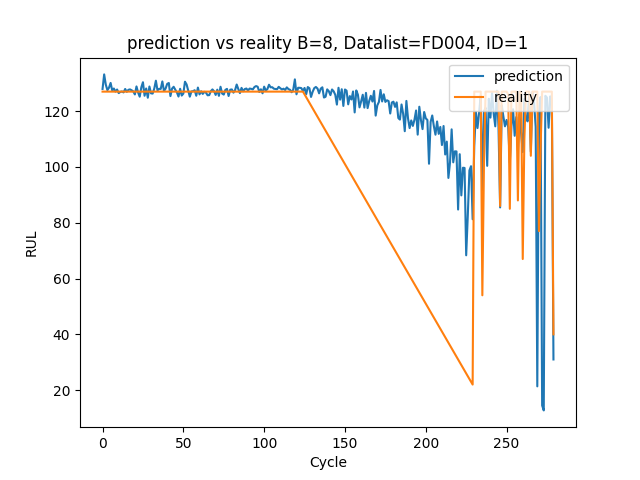 prediction vs reality B=8, Datalist=FD004, ID=1
prediction
reality
120
100
80
60
40
20
RUL
0 50 100 150 200 250
Cycle